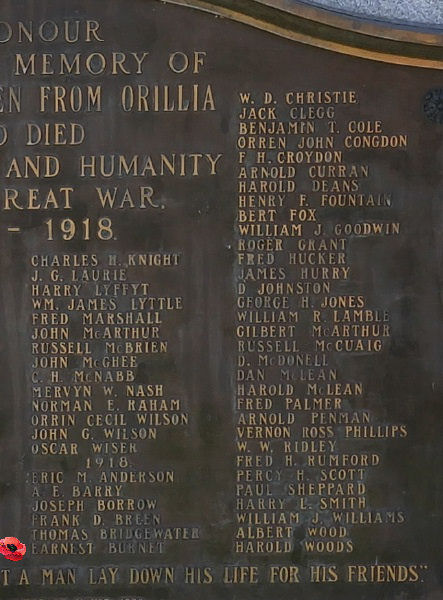 ONOUR
MEMORY OF
EN FROM ORILLIA
O DIED
AND HUMANITY
REAT WAR.
- 1918.
CHARLES H. KNIGHT
J. G. LAURIE
HARRY LYFFYT
WM. JAMES LYTTLE
FRED MARSHALL
JOHN McARTHUR
RUSSELL McBRIEN
JOHN McGHEE
C. H. McNABB
MERVYN W. NASH
NORMAN E. RAHAM
ORRIN CECIL WILSON
JOHN G. WILSON
OSCAR WISER
1918.
ERIC M. ANDERSON
A. E. BARRY
JOSEPH BORROW
FRANK D. BREEN
THOMAS BRIDGEWATER
EARNEST BURNET
W. D. CHRISTIE
JACK CLEGG
BENJAMIN T. COLE
ORREN JOHN CONGDON
F. H. CROYDON
ARNOLD CURRAN
HAROLD DEANS
HENRY F. FOUNTAIN
BERT FOX
WILLIAM J. GOODWIN
ROGER GRANT
FRED HUCKER
JAMES HURRY
D JOHNSTON
GEORGE H. JONES
WILLIAM R. LAMBLE
GILBERT McARTHUR
RUSSELL McCUAIG
D. McDONELL
DAN McLEAN
HAROLD McLEAN
FRED PALMER
ARNOLD PENMAN
VERNON ROSS PHILLIPS
W. W. RIDLEY
FRED H. RUMFORD
PERCY H. SCOTT
PAUL SHEPPARD
HARRY L. SMITH
WILLIAM J. WILLIAMS
ALBERT WOOD
HAROLD WOODS
T A MAN LAY DOWN HIS LIFE FOR HIS FRIENDS."